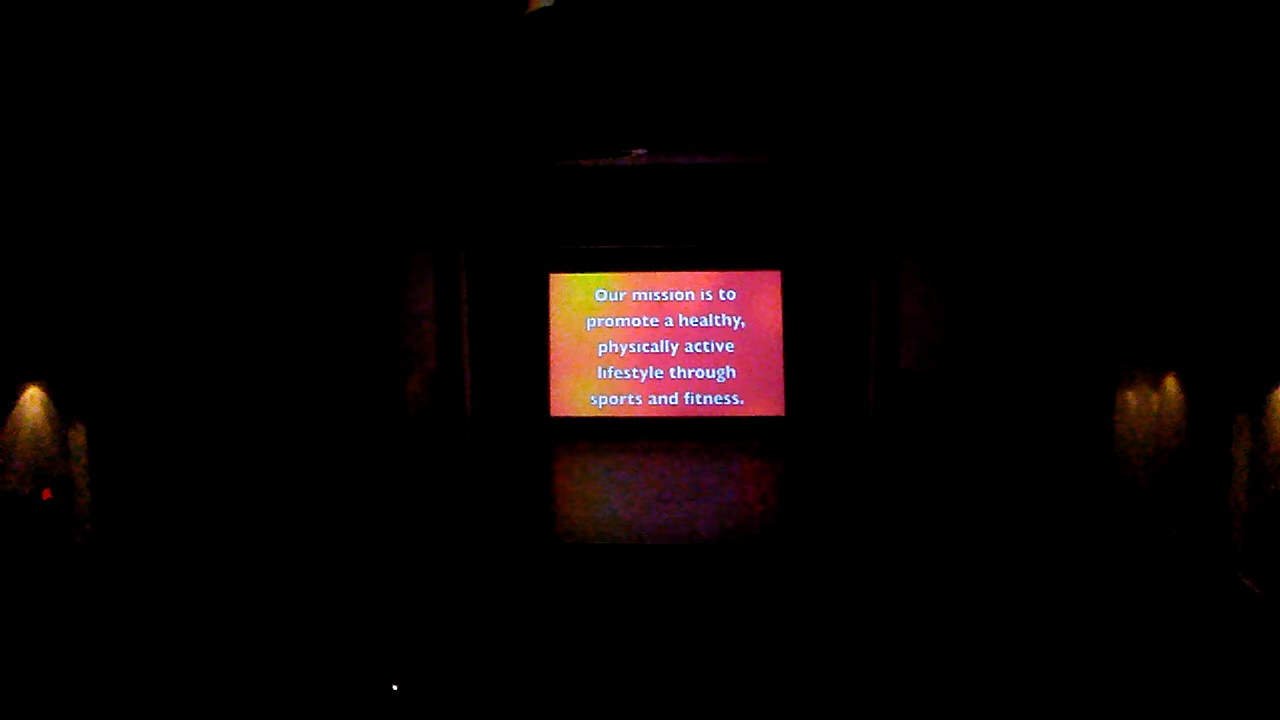 Our mission is to
promote a healthy,
physically active
lifestyle through
sports and fitness.